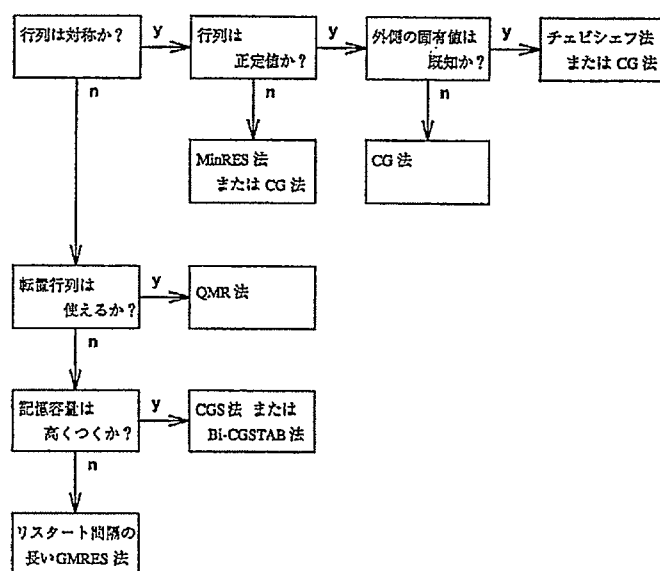 行列は対称か?
y
行列は
正定値か?
y
外側の固有値は
既知か?
y
チェビシェフ法
または CG 法
n
n
n
MinRES 法
または CG 法
CG 法
転置行列は
使えるか?
y
QMR 法
n
記憶容量は
高くつくか?
y
CGS 法 または
Bi-CGSTAB 法
n
リスタート間隔の
長い GMRES 法